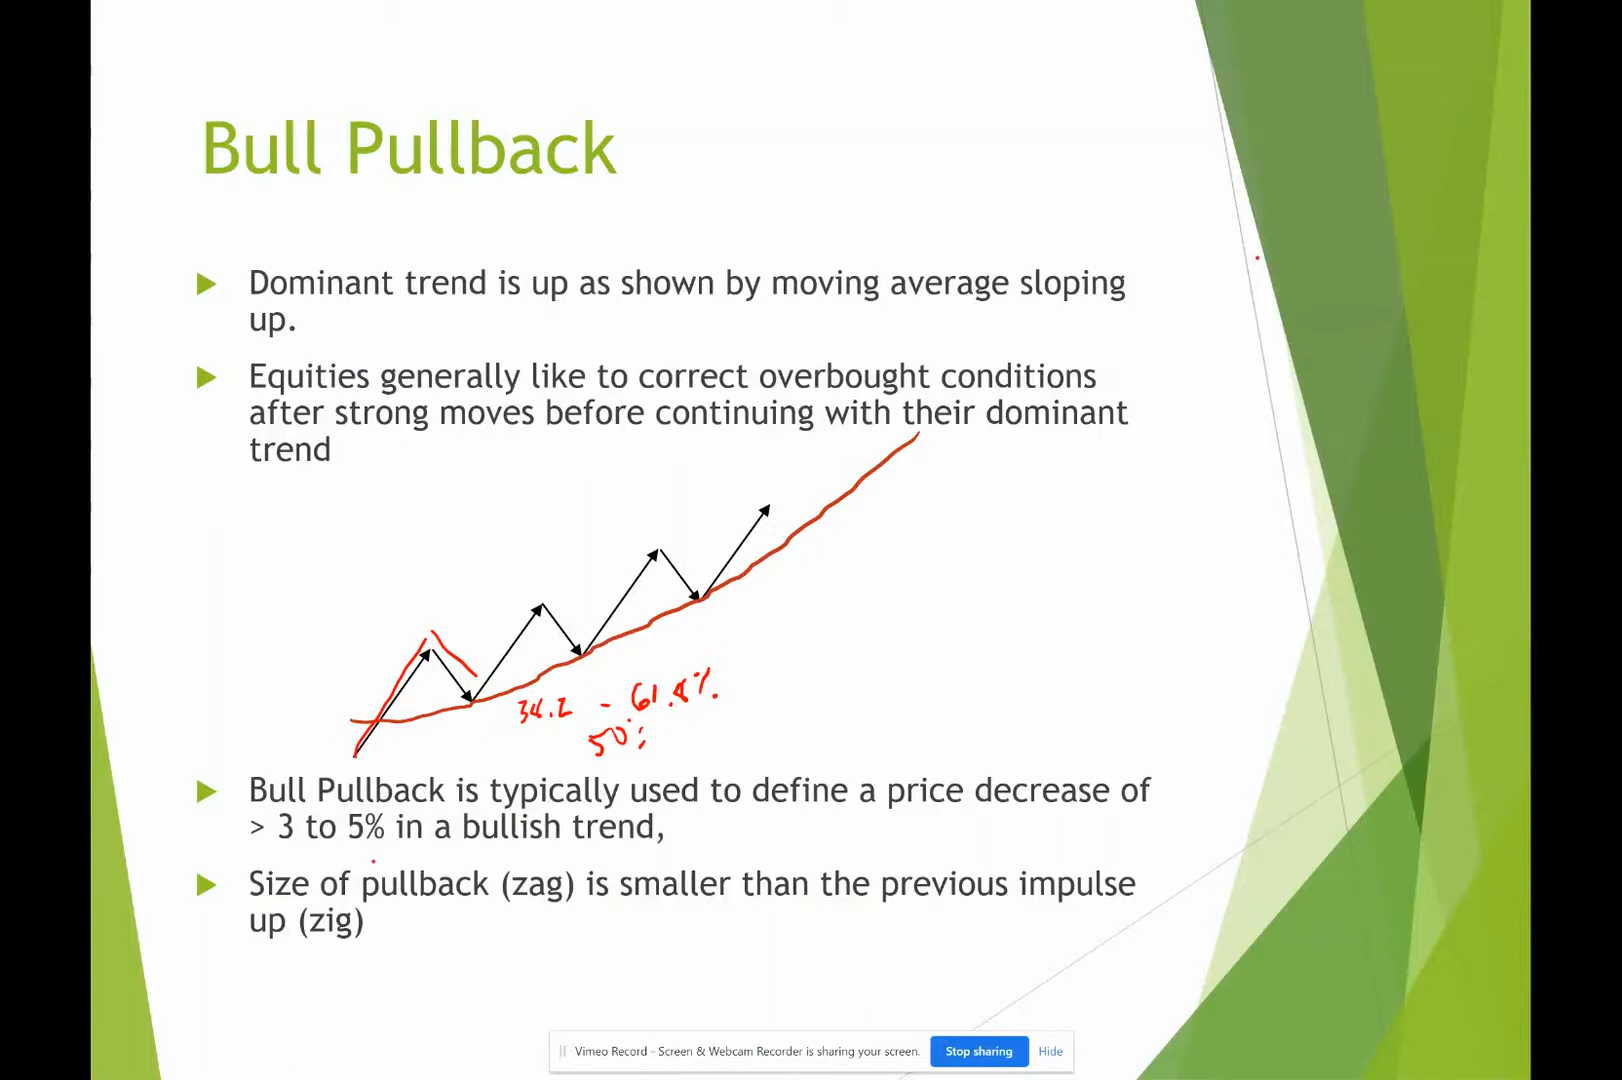 Bull Pullback
Dominant trend is up as shown by moving average sloping
up.
Equities generally like to correct overbought conditions
after strong moves before continuing with their dominant
trend
38.2 - 61.8%
50%
Bull Pullback is typically used to define a price decrease of
> 3 to 5% in a bullish trend,
Size of pullback (zag) is smaller than the previous impulse
up (zig)
Vimeo Record - Screen & Webcam Recorder is sharing your screen. Stop sharing Hide